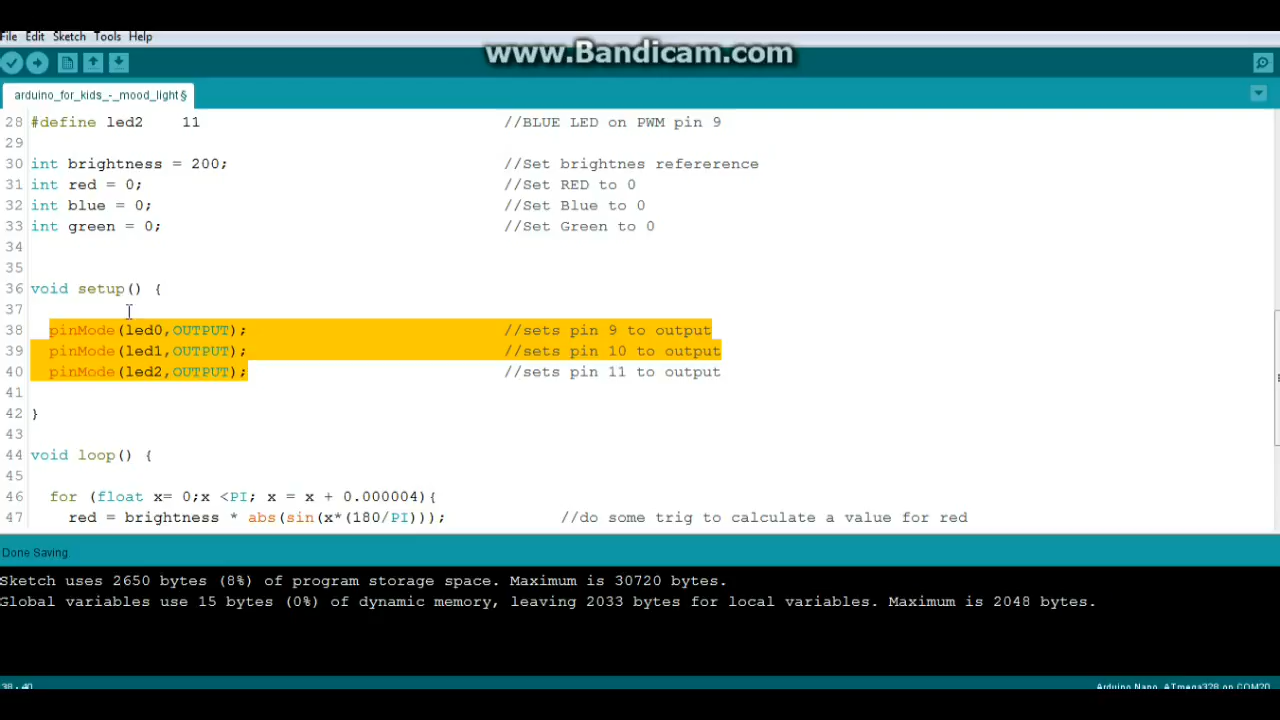 www.Bandicam.com
File Edit Sketch Tools Help
arduino_for_kids_-_mood_light§
28 #define led2 11 //BLUE LED on PWM pin 9
29
30 int brightness = 200; //Set brightnes refererence
31 int red = 0; //Set RED to 0
32 int blue = 0; //Set Blue to 0
33 int green = 0; //Set Green to 0
34
35
36 void setup() {
37
38 pinMode(led0,OUTPUT); //sets pin 9 to output
39 pinMode(led1,OUTPUT); //sets pin 10 to output
40 pinMode(led2,OUTPUT); //sets pin 11 to output
41
42 }
43
44 void loop() {
45
46 for (float x= 0;x <PI; x = x + 0.000004){
47 red = brightness * abs(sin(x*(180/PI))); //do some trig to calculate a value for red
Done Saving.
Sketch uses 2650 bytes (8%) of program storage space. Maximum is 30720 bytes.
Global variables use 15 bytes (0%) of dynamic memory, leaving 2033 bytes for local variables. Maximum is 2048 bytes.
38 - 40 Arduino Nano, ATmega328 on COM20